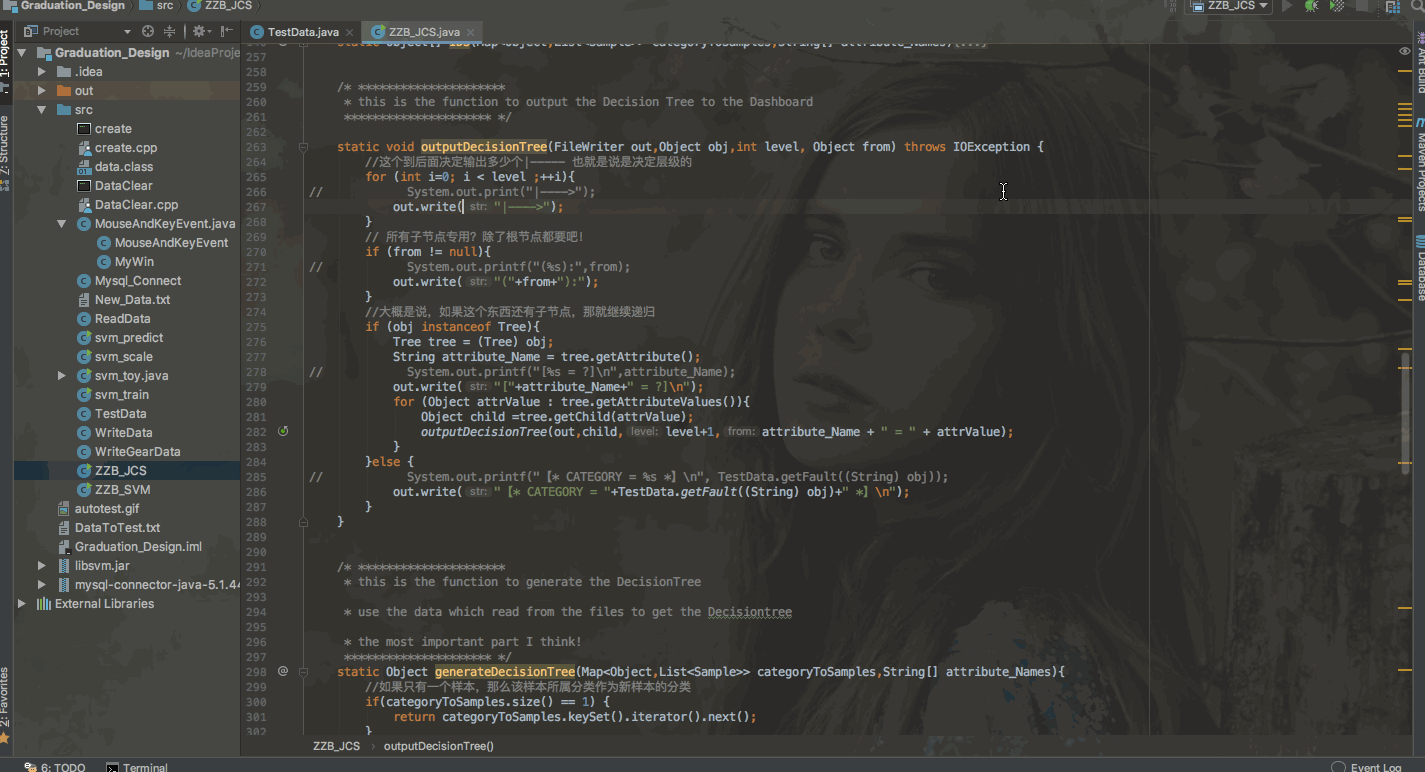 Graduation_Design src ZZB_JCS ZZB_JCS
Project TestData.java ZZB_JCS.java
1: Project
7: Structure
2: Favorites
Ant Build
Maven Projects
Database
Graduation_Design ~/IdeaProje
.idea
out
src
create
create.cpp
data.class
DataClear
DataClear.cpp
MouseAndKeyEvent.java
MouseAndKeyEvent
MyWin
Mysql_Connect
New_Data.txt
ReadData
svm_predict
svm_scale
svm_toy.java
svm_train
TestData
WriteData
WriteGearData
ZZB_JCS
ZZB_SVM
autotest.gif
DataToTest.txt
Graduation_Design.iml
libsvm.jar
mysql-connector-java-5.1.44
External Libraries
257
258
259 /* *********************
260 * this is the function to output the Decision Tree to the Dashboard
261 ********************* */
262
263 static void outputDecisionTree(FileWriter out,Object obj,int level, Object from) throws IOException {
264 //这个到后面决定输出多少个|----- 也就是说是决定层级的
265 for (int i=0; i < level ;++i){
266 // System.out.print("|---->");
267 out.write( str: "|---->");
268 }
269 // 所有子节点专用？除了根节点都要吧！
270 if (from != null){
271 // System.out.printf("(%s):",from);
272 out.write( str: "("+from+"):");
273 }
274 //大概是说，如果这个东西还有子节点，那就继续递归
275 if (obj instanceof Tree){
276 Tree tree = (Tree) obj;
277 String attribute_Name = tree.getAttribute();
278 // System.out.printf("[%s = ?]\n",attribute_Name);
279 out.write( str: "["+attribute_Name+" = ?]\n");
280 for (Object attrValue : tree.getAttributeValues()){
281 Object child =tree.getChild(attrValue);
282 outputDecisionTree(out,child, level: level+1, from: attribute_Name + " = " + attrValue);
283 }
284 }else {
285 // System.out.printf("【* CATEGORY = %s *】\n", TestData.getFault((String) obj));
286 out.write( str: "【* CATEGORY = "+TestData.getFault((String) obj)+" *】\n");
287 }
288 }
289
290
291 /* *********************
292 * this is the function to generate the DecisionTree
293
294 * use the data which read from the files to get the Decisiontree
295
296 * the most important part I think!
297 ********************* */
298 static Object generateDecisionTree(Map<Object,List<Sample>> categoryToSamples,String[] attribute_Names){
299 //如果只有一个样本，那么该样本所属分类作为新样本的分类
300 if(categoryToSamples.size() == 1) {
301 return categoryToSamples.keySet().iterator().next();
302 }
ZZB_JCS outputDecisionTree()
6: TODO Terminal Event Log